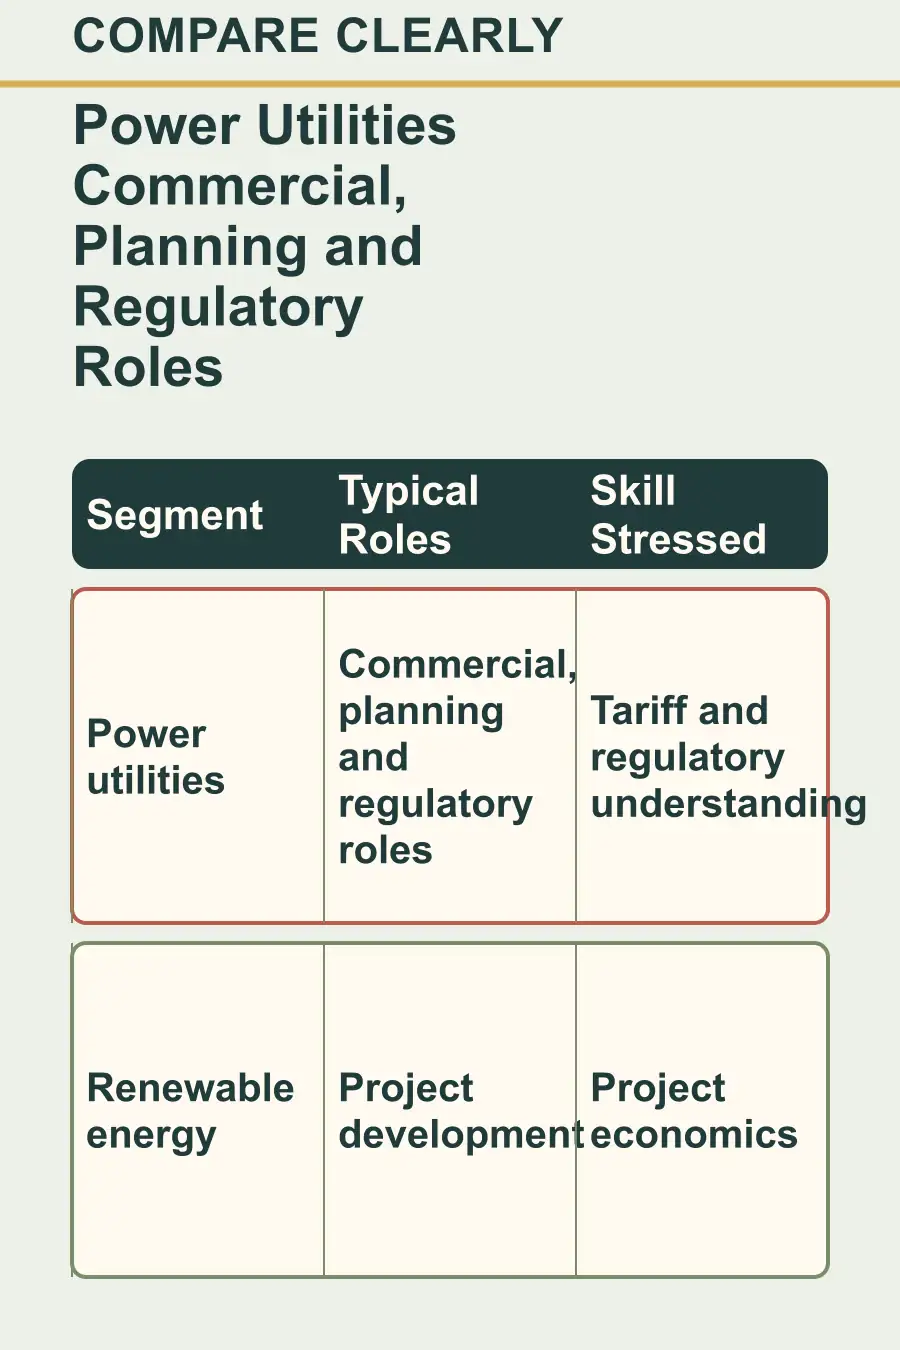 COMPARE CLEARLY
Power Utilities
Commercial,
Planning and
Regulatory
Roles
Segment
Typical
Roles
Skill
Stressed
Power
utilities
Commercial,
planning
and
regulatory
roles
Tariff and
regulatory
understanding
Renewable
energy
Project
development
Project
economics